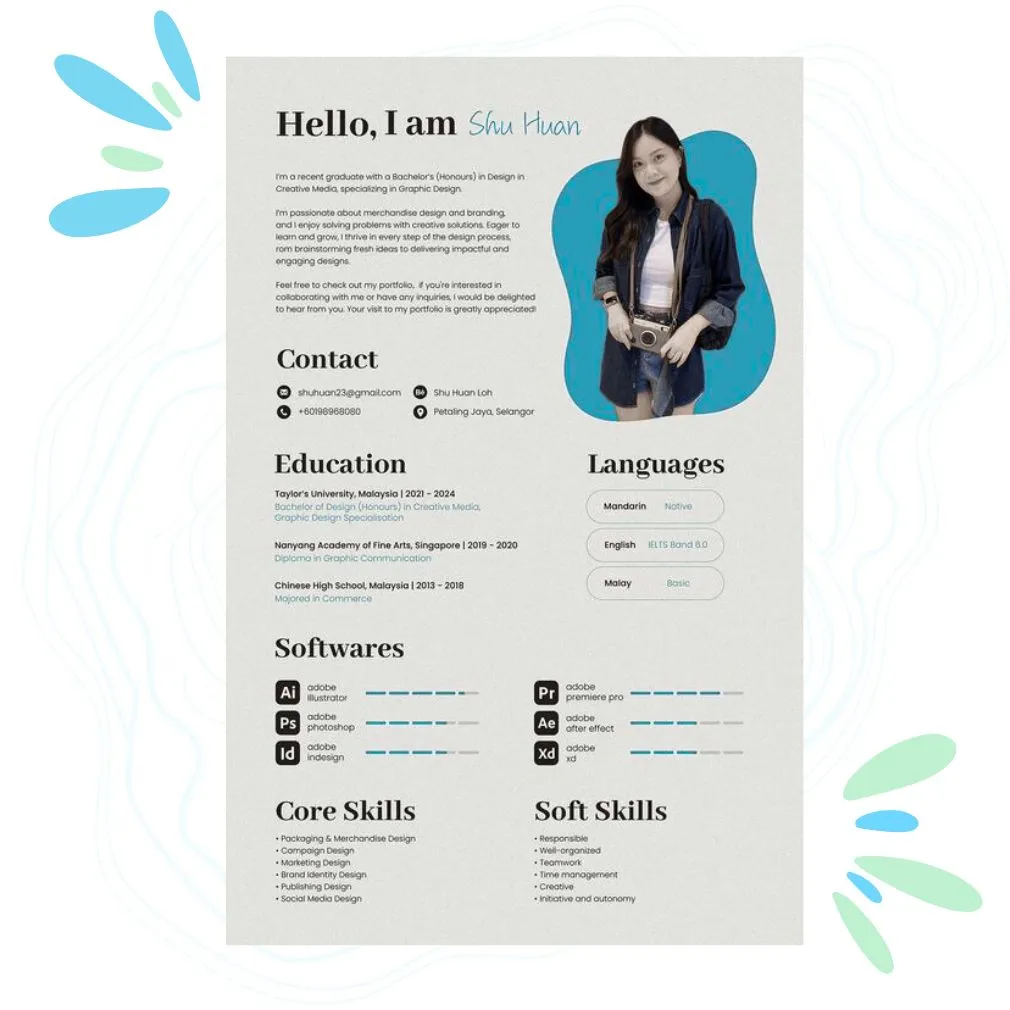 Hello, I am Shu Huan
I'm a recent graduate with a Bachelor's (Honours) in Design in
Creative Media, specializing in Graphic Design.
I'm passionate about merchandise design and branding,
and I enjoy solving problems with creative solutions. Eager to
learn and grow, I thrive in every step of the design process,
rom brainstorming fresh ideas to delivering impactful and
engaging designs.
Feel free to check out my portfolio, if you're interested in
collaborating with me or have any inquiries, I would be delighted
to hear from you. Your visit to my portfolio is greatly appreciated!
Contact
shuhuan23@gmail.com
Bē Shu Huan Loh
+60198968080
Petaling Jaya, Selangor
Education
Taylor's University, Malaysia | 2021 - 2024
Bachelor of Design (Honours) in Creative Media,
Graphic Design Specialisation
Nanyang Academy of Fine Arts, Singapore | 2019 - 2020
Diploma in Graphic Communication
Chinese High School, Malaysia | 2013 - 2018
Majored in Commerce
Languages
Mandarin Native
English IELTS Band 6.0
Malay Basic
Softwares
Ai adobe
illustrator
Ps adobe
photoshop
Id adobe
indesign
Pr adobe
premiere pro
Ae adobe
after effect
Xd adobe
xd
Core Skills
• Packaging & Merchandise Design
• Campaign Design
• Marketing Design
• Brand Identity Design
• Publishing Design
• Social Media Design
Soft Skills
• Responsible
• Well-organized
• Teamwork
• Time management
• Creative
• Initiative and autonomy